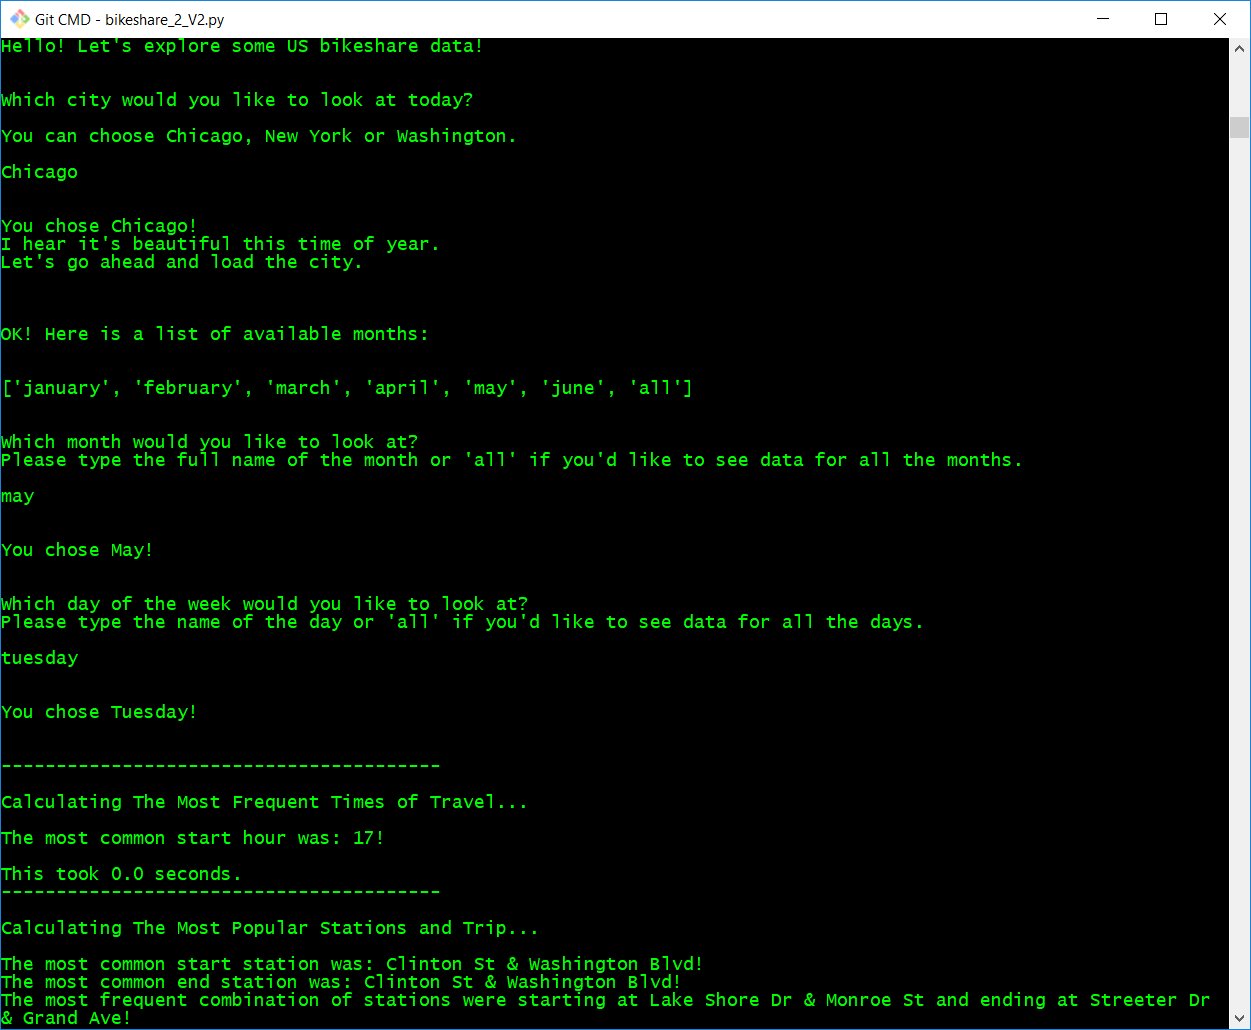 Git CMD - bikeshare_2_V2.py
Hello! Let's explore some US bikeshare data!
Which city would you like to look at today?
You can choose Chicago, New York or Washington.
Chicago
You chose Chicago!
I hear it's beautiful this time of year.
Let's go ahead and load the city.
OK! Here is a list of available months:
['january', 'february', 'march', 'april', 'may', 'june', 'all']
Which month would you like to look at?
Please type the full name of the month or 'all' if you'd like to see data for all the months.
may
You chose May!
Which day of the week would you like to look at?
Please type the name of the day or 'all' if you'd like to see data for all the days.
tuesday
You chose Tuesday!
----------------------------------------
Calculating The Most Frequent Times of Travel...
The most common start hour was: 17!
This took 0.0 seconds.
----------------------------------------
Calculating The Most Popular Stations and Trip...
The most common start station was: Clinton St & Washington Blvd!
The most common end station was: Clinton St & Washington Blvd!
The most frequent combination of stations were starting at Lake Shore Dr & Monroe St and ending at Streeter Dr
& Grand Ave!